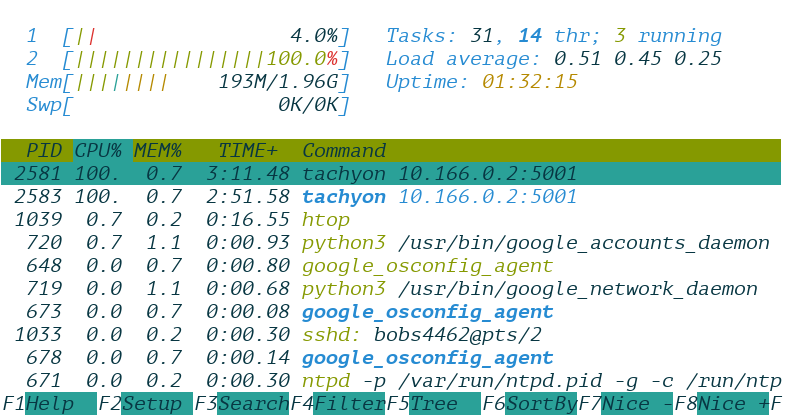 1 [|| 4.0%] Tasks: 31, 14 thr; 3 running
2 [||||||||||||||||100.0%] Load average: 0.51 0.45 0.25
Mem[|||||||| 193M/1.96G] Uptime: 01:32:15
Swp[ 0K/0K]
PID CPU% MEM% TIME+ Command
2581 100. 0.7 3:11.48 tachyon 10.166.0.2:5001
2583 100. 0.7 2:51.58 tachyon 10.166.0.2:5001
1039 0.7 0.2 0:16.55 htop
720 0.7 1.1 0:00.93 python3 /usr/bin/google_accounts_daemon
648 0.0 0.7 0:00.80 google_osconfig_agent
719 0.0 1.1 0:00.68 python3 /usr/bin/google_network_daemon
673 0.0 0.7 0:00.08 google_osconfig_agent
1033 0.0 0.2 0:00.30 sshd: bobs4462@pts/2
678 0.0 0.7 0:00.14 google_osconfig_agent
671 0.0 0.2 0:00.30 ntpd -p /var/run/ntpd.pid -g -c /run/ntp
F1Help F2Setup F3SearchF4FilterF5Tree F6SortByF7Nice -F8Nice +F